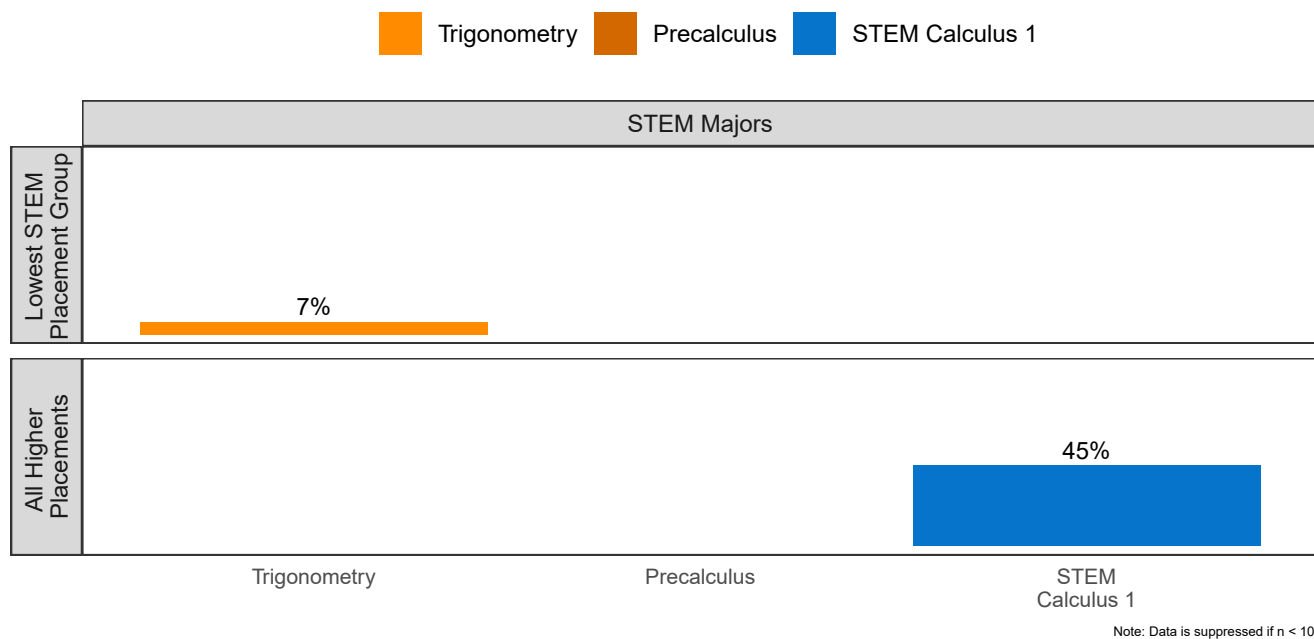 Trigonometry Precalculus STEM Calculus 1
STEM Majors
Lowest STEM
Placement Group
7%
All Higher
Placements
45%
Trigonometry Precalculus STEM
Calculus 1
Note: Data is suppressed if n < 10